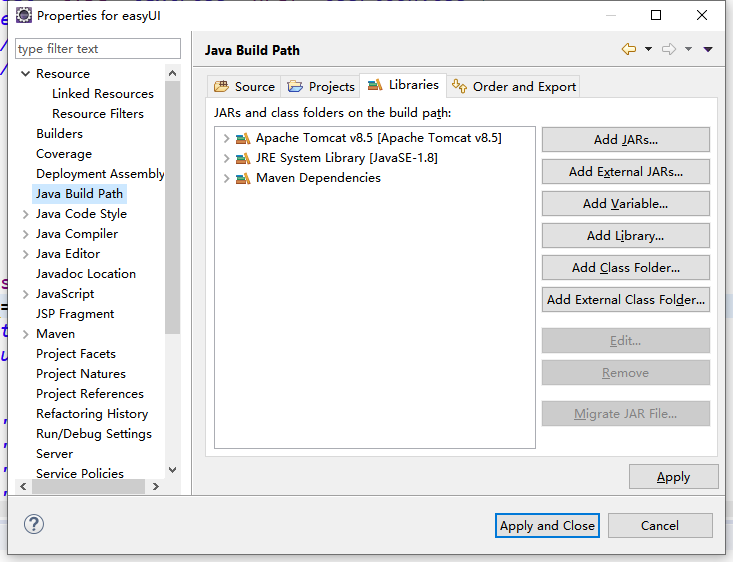 Properties for easyUI
type filter text
Resource
Linked Resources
Resource Filters
Builders
Coverage
Deployment Assembly
Java Build Path
Java Code Style
Java Compiler
Java Editor
Javadoc Location
JavaScript
JSP Fragment
Maven
Project Facets
Project Natures
Project References
Refactoring History
Run/Debug Settings
Server
Service Policies
Java Build Path
Source
Projects
Libraries
Order and Export
JARs and class folders on the build path:
Apache Tomcat v8.5 [Apache Tomcat v8.5]
JRE System Library [JavaSE-1.8]
Maven Dependencies
Add JARs...
Add External JARs...
Add Variable...
Add Library...
Add Class Folder...
Add External Class Folder...
Edit...
Remove
Migrate JAR File...
Apply
?
Apply and Close
Cancel